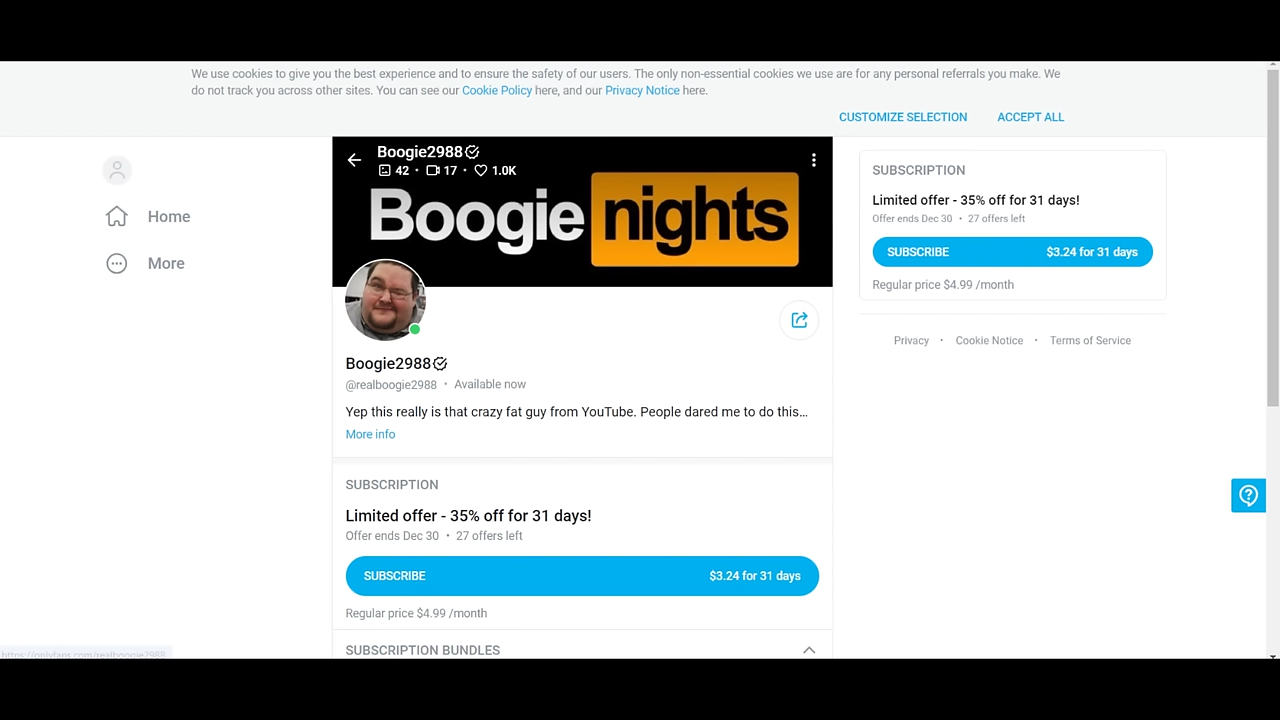 We use cookies to give you the best experience and to ensure the safety of our users. The only non-essential cookies we use are for any personal referrals you make. We
do not track you across other sites. You can see our Cookie Policy here, and our Privacy Notice here.
CUSTOMIZE SELECTION ACCEPT ALL
Boogie2988
42 • 17 • 1.0K
Boogie nights
Home
More
Boogie2988
@realboogie2988 • Available now
Yep this really is that crazy fat guy from YouTube. People dared me to do this...
More info
SUBSCRIPTION
Limited offer - 35% off for 31 days!
Offer ends Dec 30 • 27 offers left
SUBSCRIBE $3.24 for 31 days
Regular price $4.99 /month
SUBSCRIPTION BUNDLES
SUBSCRIPTION
Limited offer - 35% off for 31 days!
Offer ends Dec 30 • 27 offers left
SUBSCRIBE $3.24 for 31 days
Regular price $4.99 /month
Privacy • Cookie Notice • Terms of Service
https://onlyfans.com/realboogie2988